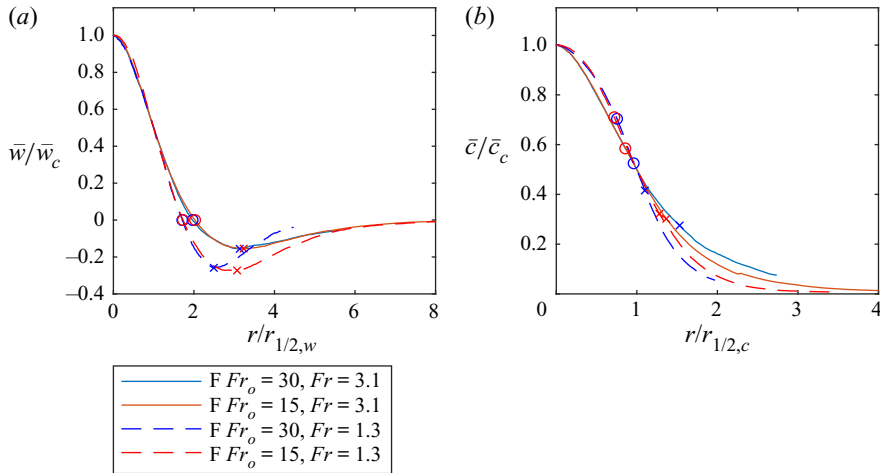 (a)
(b)
1.0
0.8
0.6
0.4
0.2
0
–0.2
–0.4
w̄/w̄c
0 2 4 6 8
r/r1/2,w
1.0
0.8
0.6
0.4
0.2
0
c̄/c̄c
0 1 2 3 4
r/r1/2,c
F Fro = 30, Fr = 3.1
F Fro = 15, Fr = 3.1
F Fro = 30, Fr = 1.3
F Fro = 15, Fr = 1.3